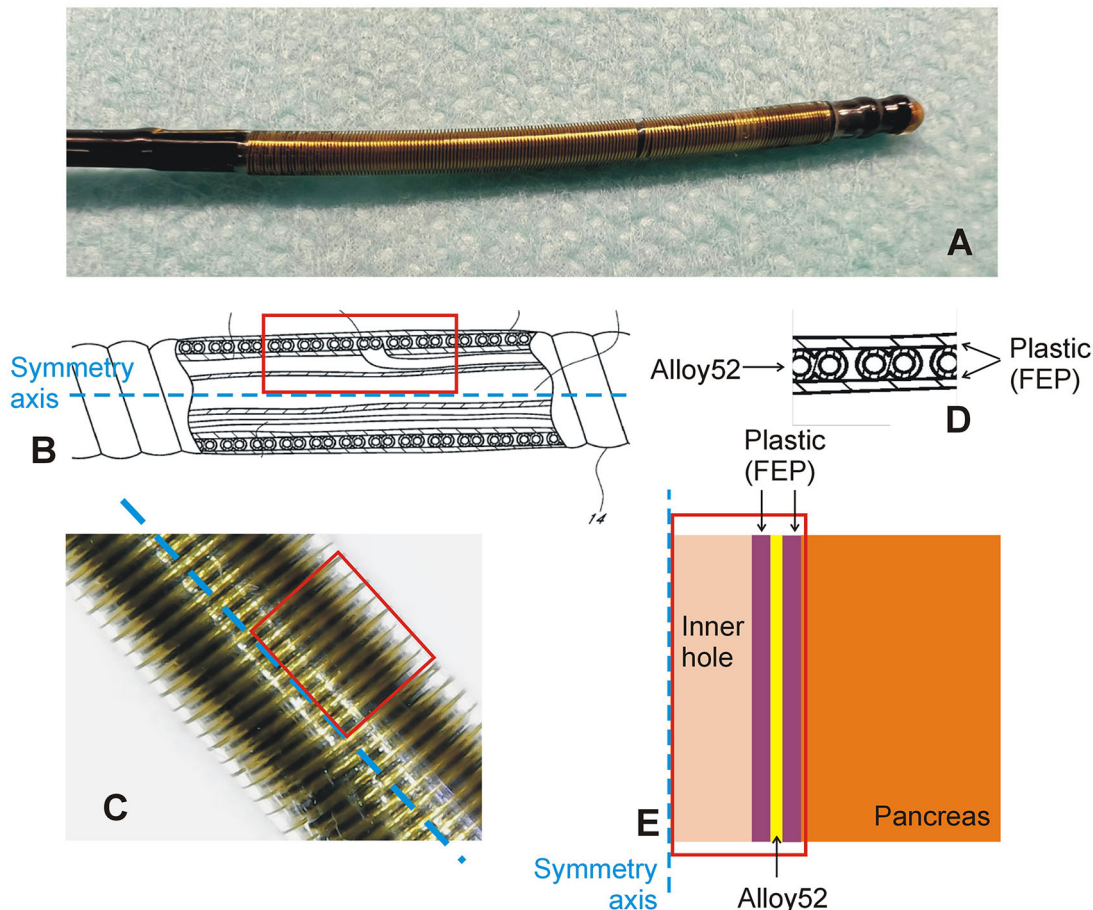 A
Symmetry
axis
B
14
Alloy52
Plastic
(FEP)
D
Plastic
(FEP)
C
Inner
hole
E
Pancreas
Symmetry
axis
Alloy52